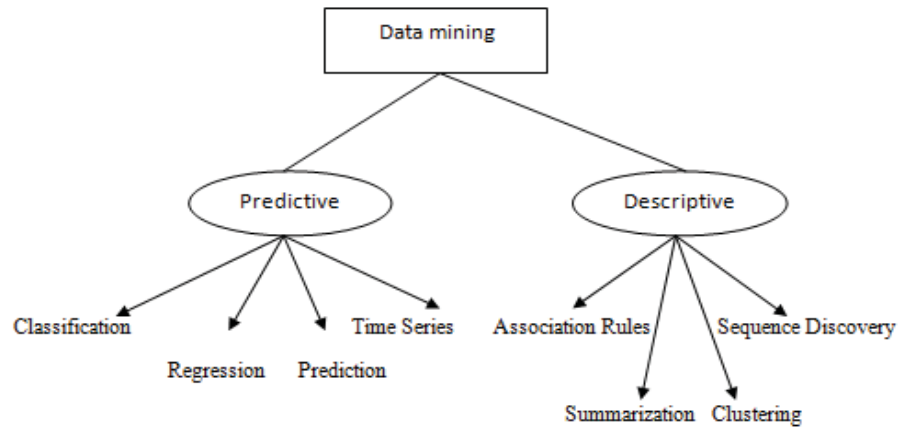 Data mining
Predictive
Descriptive
Classification
Time Series
Association Rules
Sequence Discovery
Regression
Prediction
Summarization
Clustering